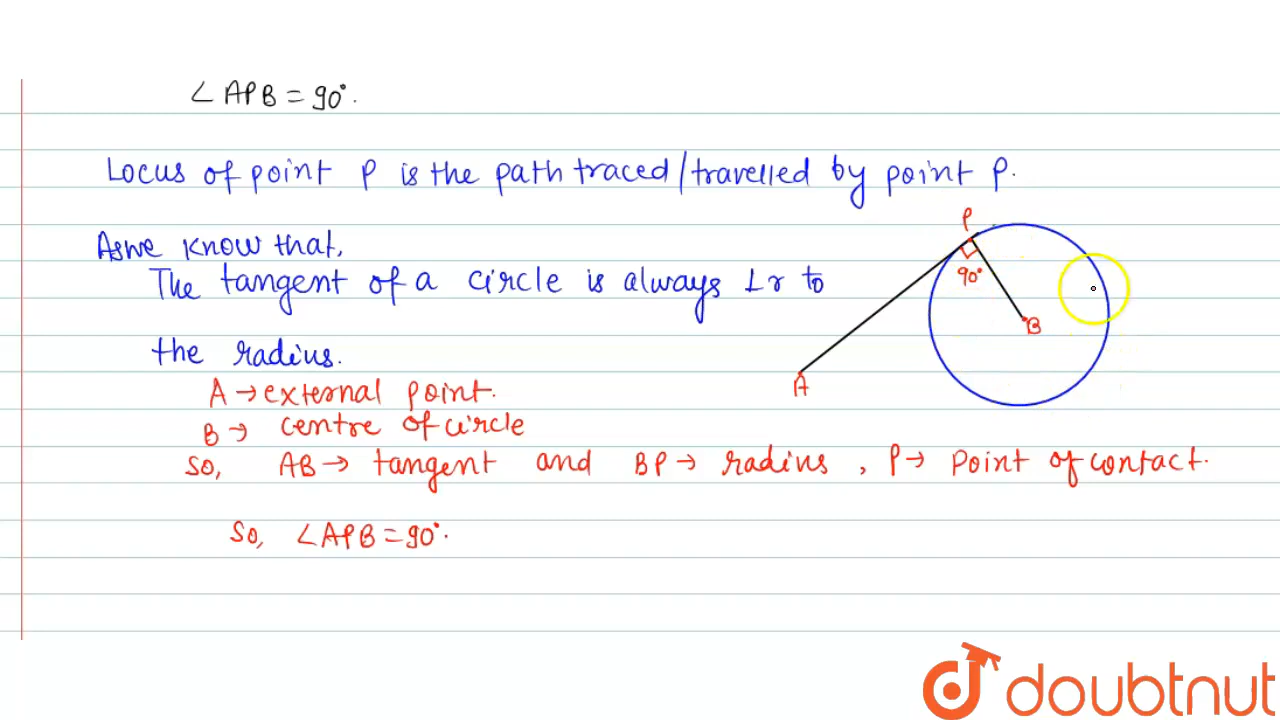 ∠APB = 90°.
Locus of point P is the path traced/travelled by point P.
As we know that,
The tangent of a circle is always ⊥r to
the radius.
P
90°
B
A
A → external point.
B → centre of circle
So, AB → tangent and BP → radius, P → point of contact.
So, ∠APB = 90°.
doubtnut